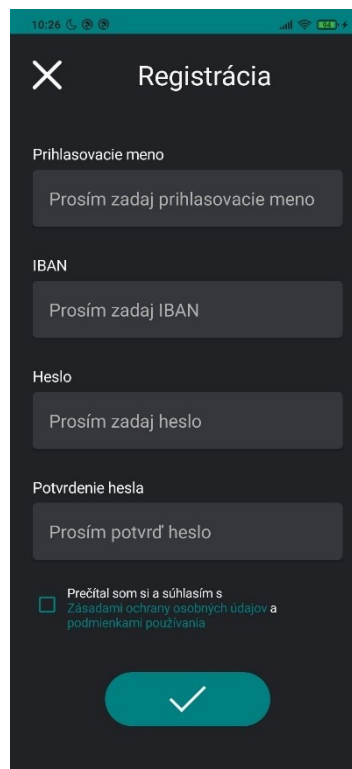 10:26
64
Registrácia
Prihlasovacie meno
Prosím zadaj prihlasovacie meno
IBAN
Prosím zadaj IBAN
Heslo
Prosím zadaj heslo
Potvrdenie hesla
Prosím potvrď heslo
Prečítal som si a súhlasím s
Zásadami ochrany osobných údajov a
podmienkami používania